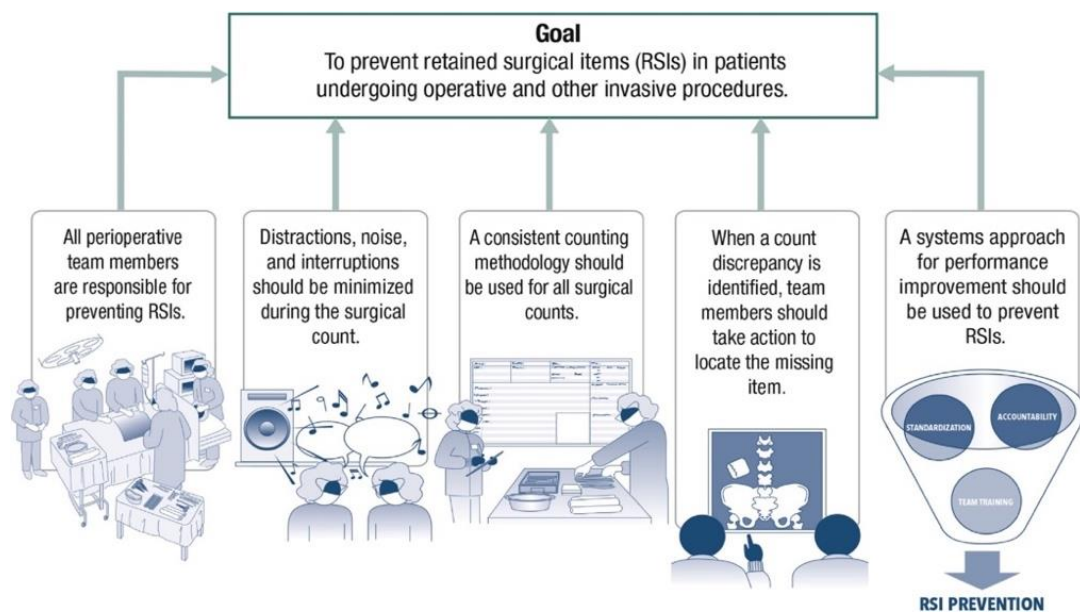 Goal
To prevent retained surgical items (RSIs) in patients
undergoing operative and other invasive procedures.
All perioperative
team members
are responsible for
preventing RSIs.
Distractions, noise,
and interruptions
should be minimized
during the surgical
count.
A consistent counting
methodology should
be used for all surgical
counts.
When a count
discrepancy is
identified, team
members should
take action to
locate the missing
item.
A systems approach
for performance
improvement should
be used to prevent
RSIs.
STANDARDIZATION
ACCOUNTABILITY
TEAM TRAINING
RSI PREVENTION